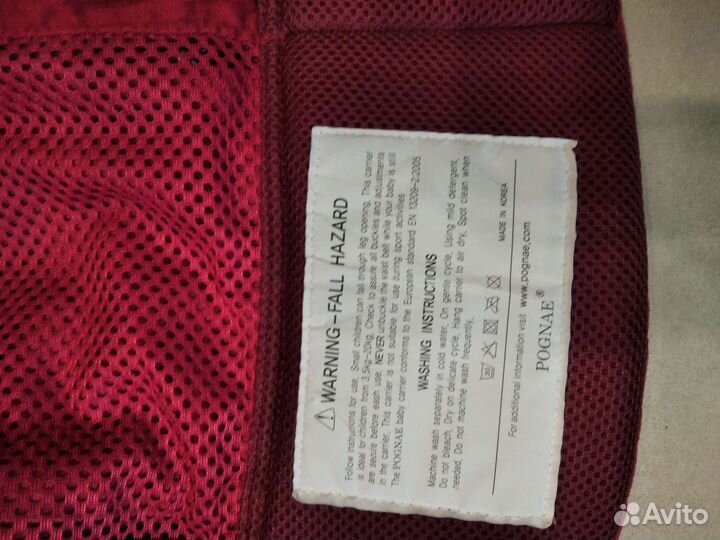 ⚠ WARNING-FALL HAZARD
Follow instructions for use. Small children can fall through leg opening. This carrier
is ideal to children from 3.5kg~20kg. Check to assure all buckles and adjustments
are secure before eash use. NEVER unbuckle the vaist belt while your baby is still
in the carrier. This carrier is not suitable for use curing sport activities
The POGNAE baby carrier conforms to the European standard EN 13209-2:2005
WASHING INSTRUCTIONS
Machine wash separately in cold water. On gentle cycle, Using mild detergent,
Do not bleach, Dry on delicate cycle, Hang carrier to air dry, Spot clean when
needed. Do not machine wash frequently.
MADE IN KOREA
For additional information visit www.pognae.com
POGNAE®
Avito